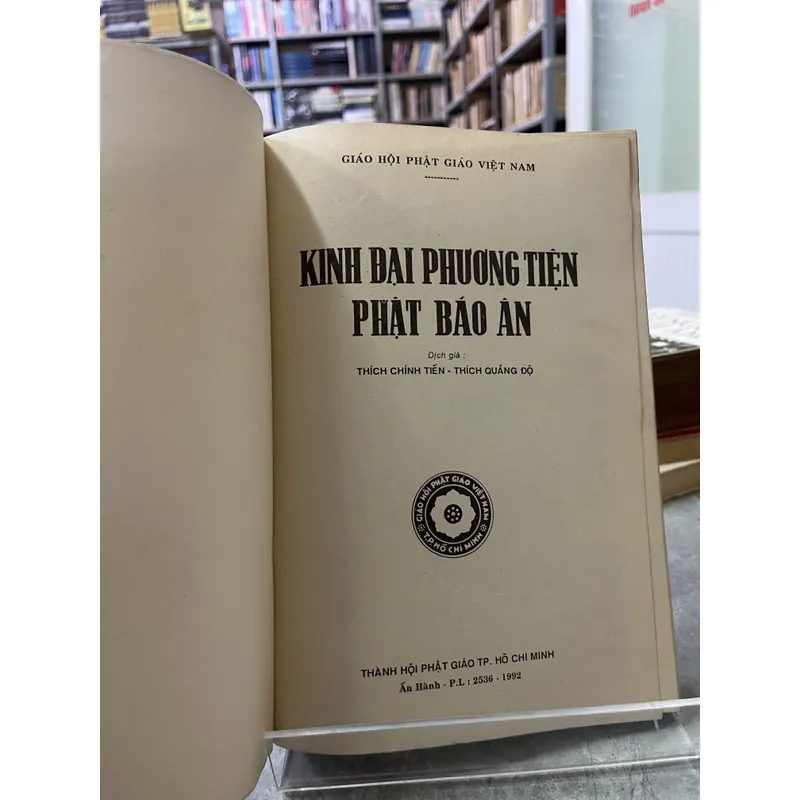 GIÁO HỘI PHẬT GIÁO VIỆT NAM
KINH ĐẠI PHƯƠNG TIỆN
PHẬT BÁO ÂN
Dịch giả :
THÍCH CHÍNH TIẾN - THÍCH QUẢNG ĐỘ
GIÁO HỘI PHẬT GIÁO VIỆT NAM
T.P HỒ CHÍ MINH
THÀNH HỘI PHẬT GIÁO TP. HỒ CHÍ MINH
Ấn Hành - P.L : 2536 - 1992